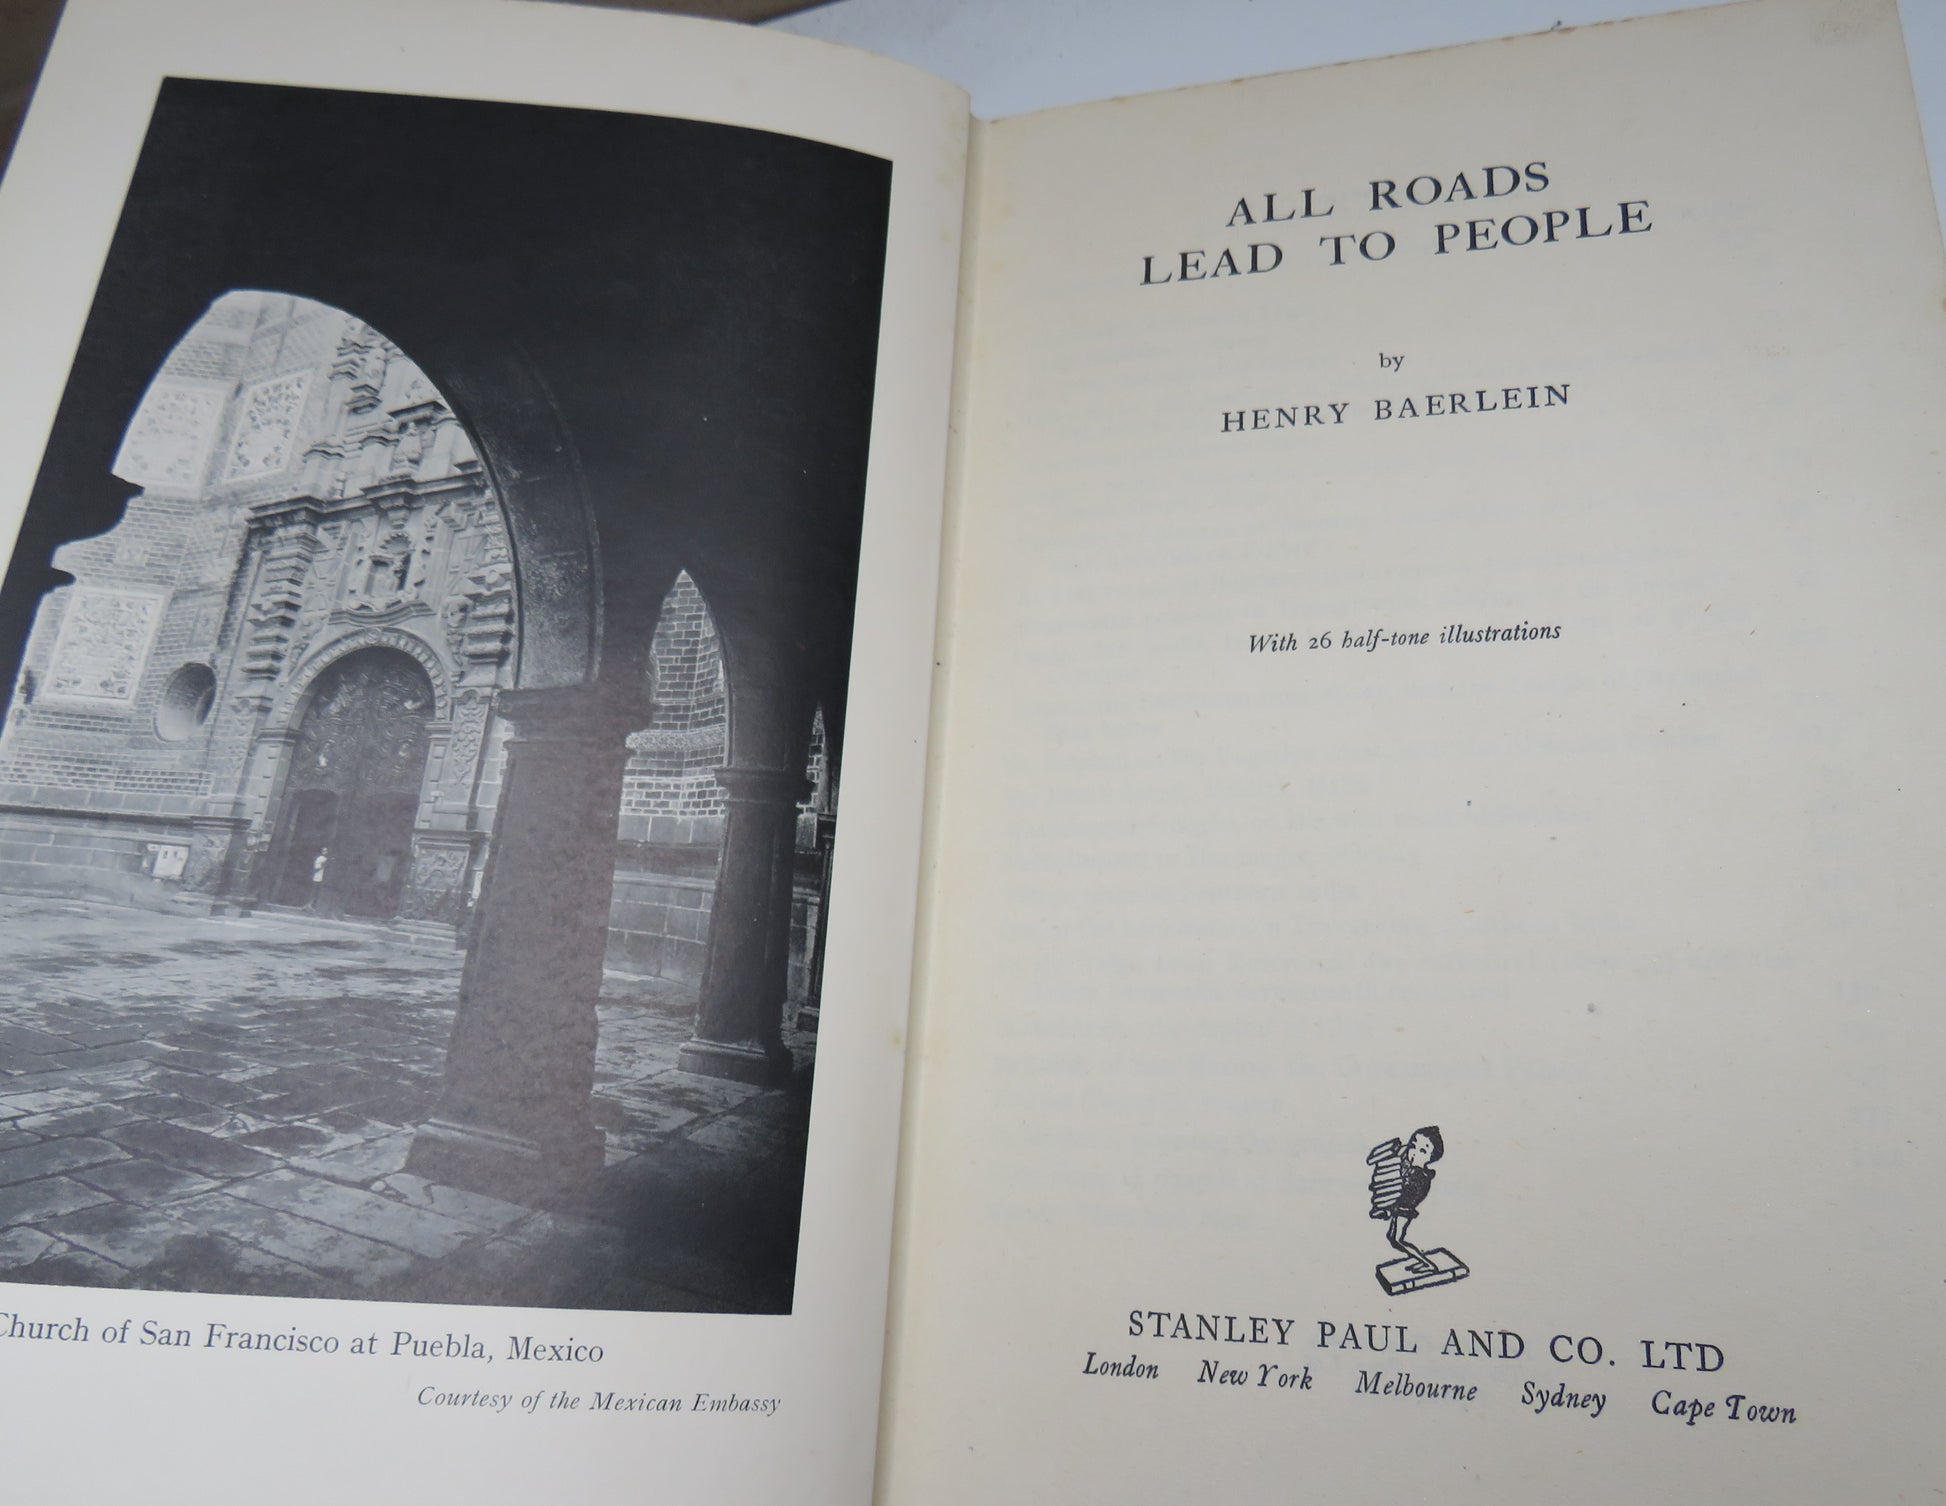 Church of San Francisco at Puebla, Mexico
Courtesy of the Mexican Embassy
ALL ROADS
LEAD TO PEOPLE
by
HENRY BAERLEIN
With 26 half-tone illustrations
STANLEY PAUL AND CO. LTD
London New York Melbourne Sydney Cape Town